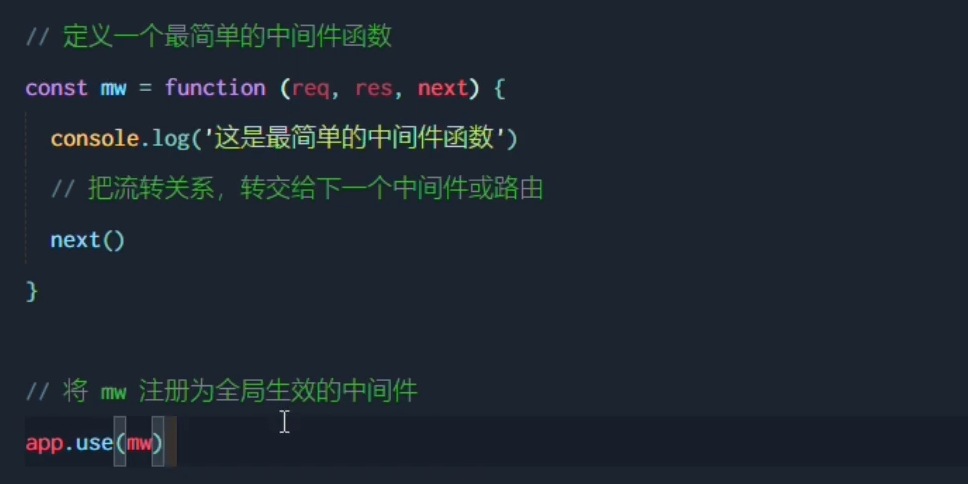 // 定义一个最简单的中间件函数
const mw = function (req, res, next) {
console.log('这是最简单的中间件函数')
// 把流转关系，转交给下一个中间件或路由
next()
}
// 将 mw 注册为全局生效的中间件
app.use(mw)